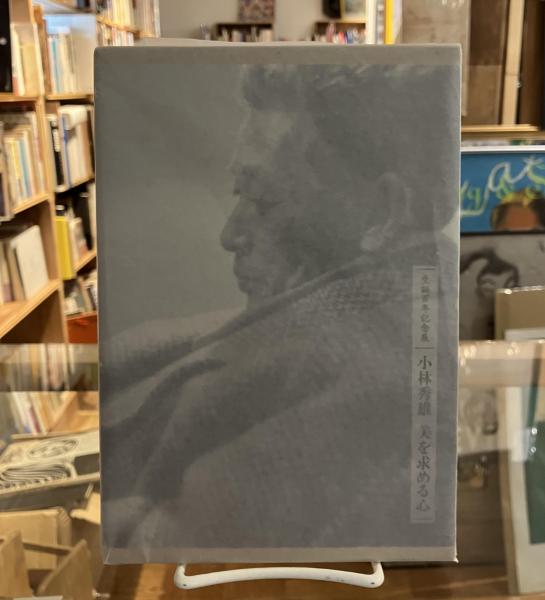 生誕百年記念展
小林秀雄 美を求める心